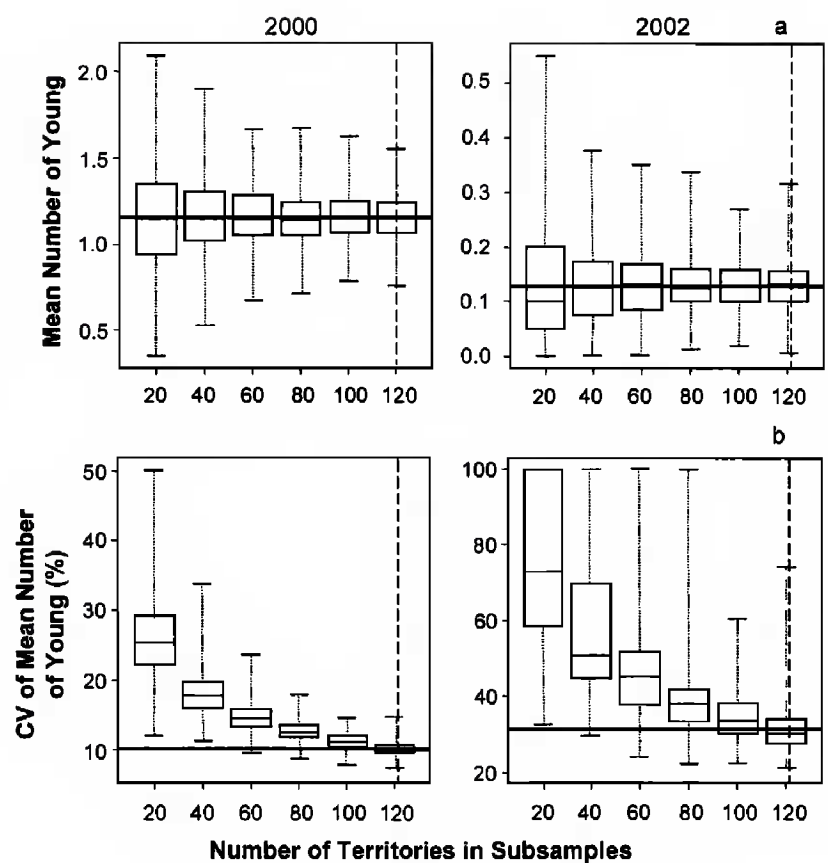 2000
2002 a
Mean Number of Young
2.0
1.5
1.0
0.5
20 40 60 80 100 120
0.5
0.4
0.3
0.2
0.1
0.0
20 40 60 80 100 120
b
CV of Mean Number
of Young (%)
50
40
30
20
10
20 40 60 80 100 120
100
80
60
40
20
20 40 60 80 100 120
Number of Territories in Subsamples